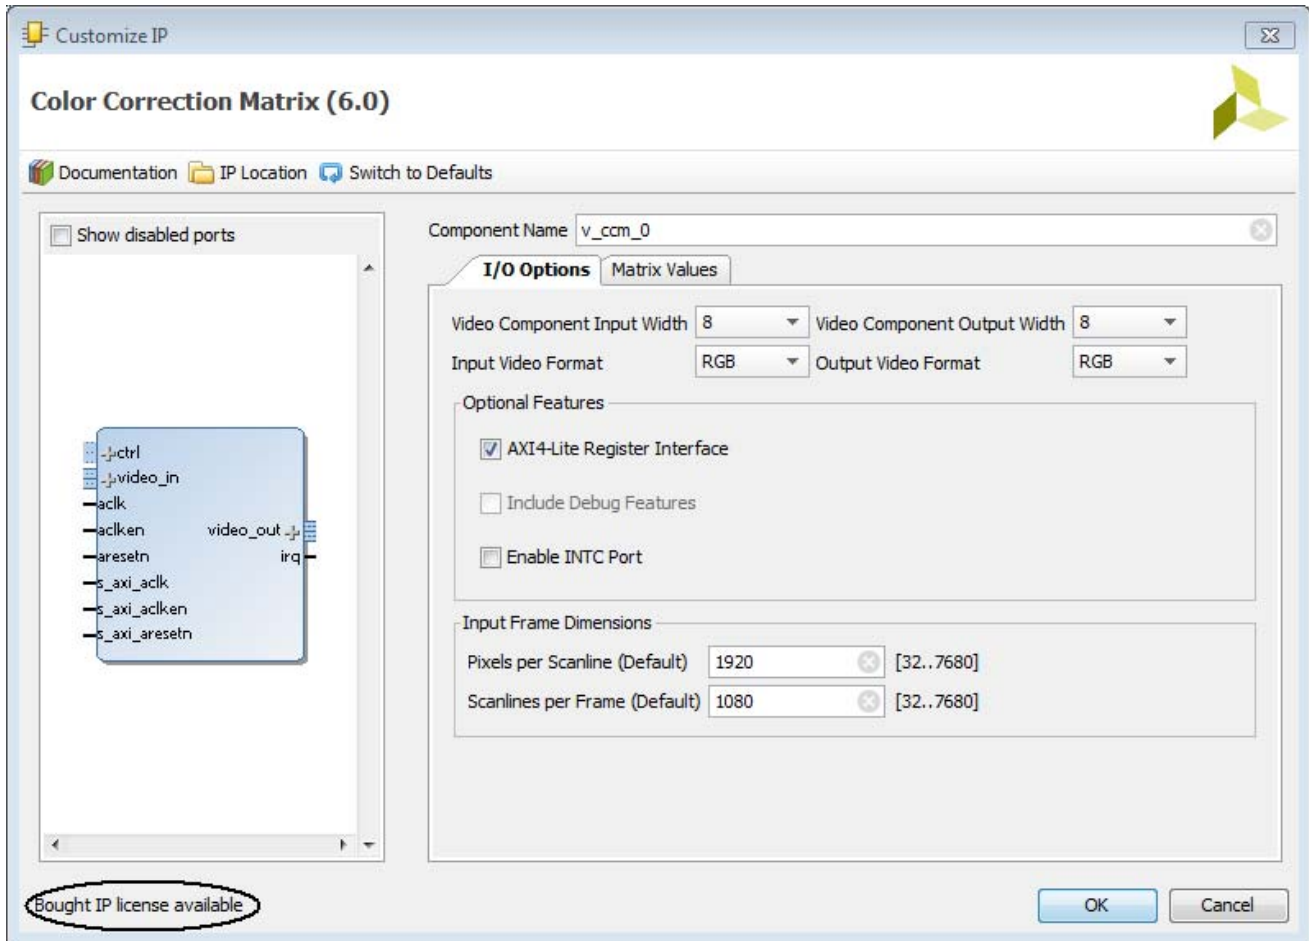 Customize IP
Color Correction Matrix (6.0)
Documentation IP Location Switch to Defaults
Show disabled ports
ctrl
video_in
aclk
aclken video_out
aresetn irq
s_axi_aclk
s_axi_aclken
s_axi_aresetn
Component Name v_ccm_0
I/O Options Matrix Values
Video Component Input Width 8 Video Component Output Width 8
Input Video Format RGB Output Video Format RGB
Optional Features
AXI4-Lite Register Interface
Include Debug Features
Enable INTC Port
Input Frame Dimensions
Pixels per Scanline (Default) 1920 [32..7680]
Scanlines per Frame (Default) 1080 [32..7680]
Bought IP license available OK Cancel